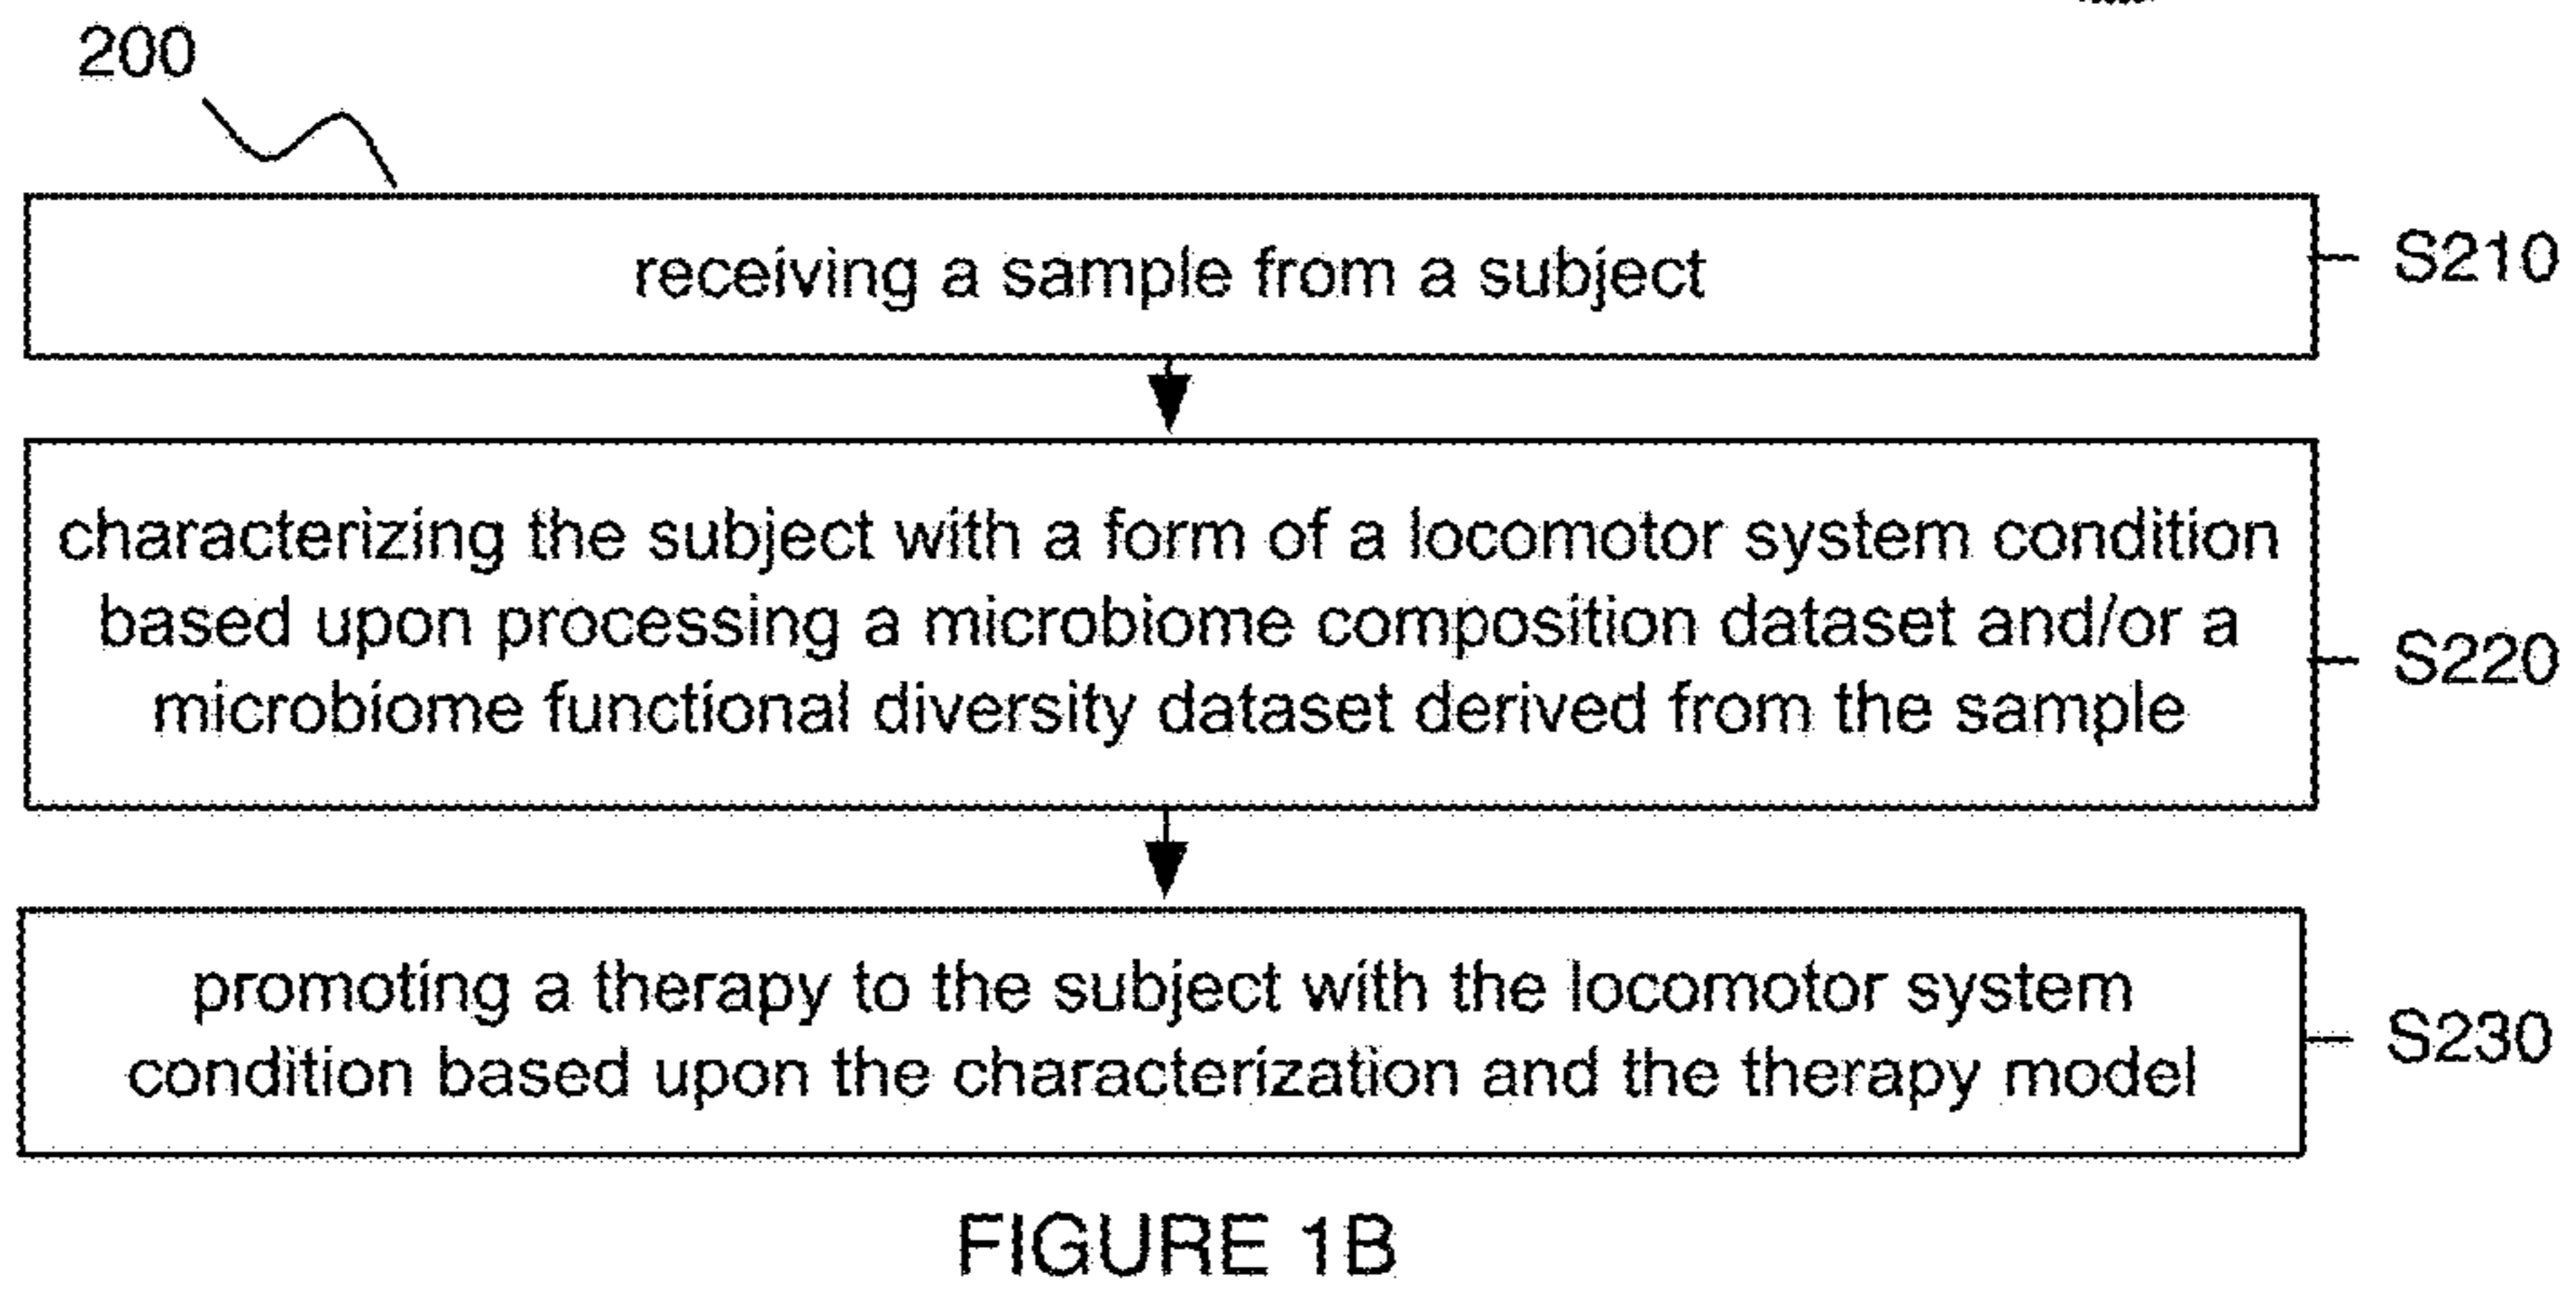 200
receiving a sample from a subject
S210
characterizing the subject with a form of a locomotor system condition
based upon processing a microbiome composition dataset and/or a
microbiome functional diversity dataset derived from the sample
S220
promoting a therapy to the subject with the locomotor system
condition based upon the characterization and the therapy model
S230
FIGURE 1B